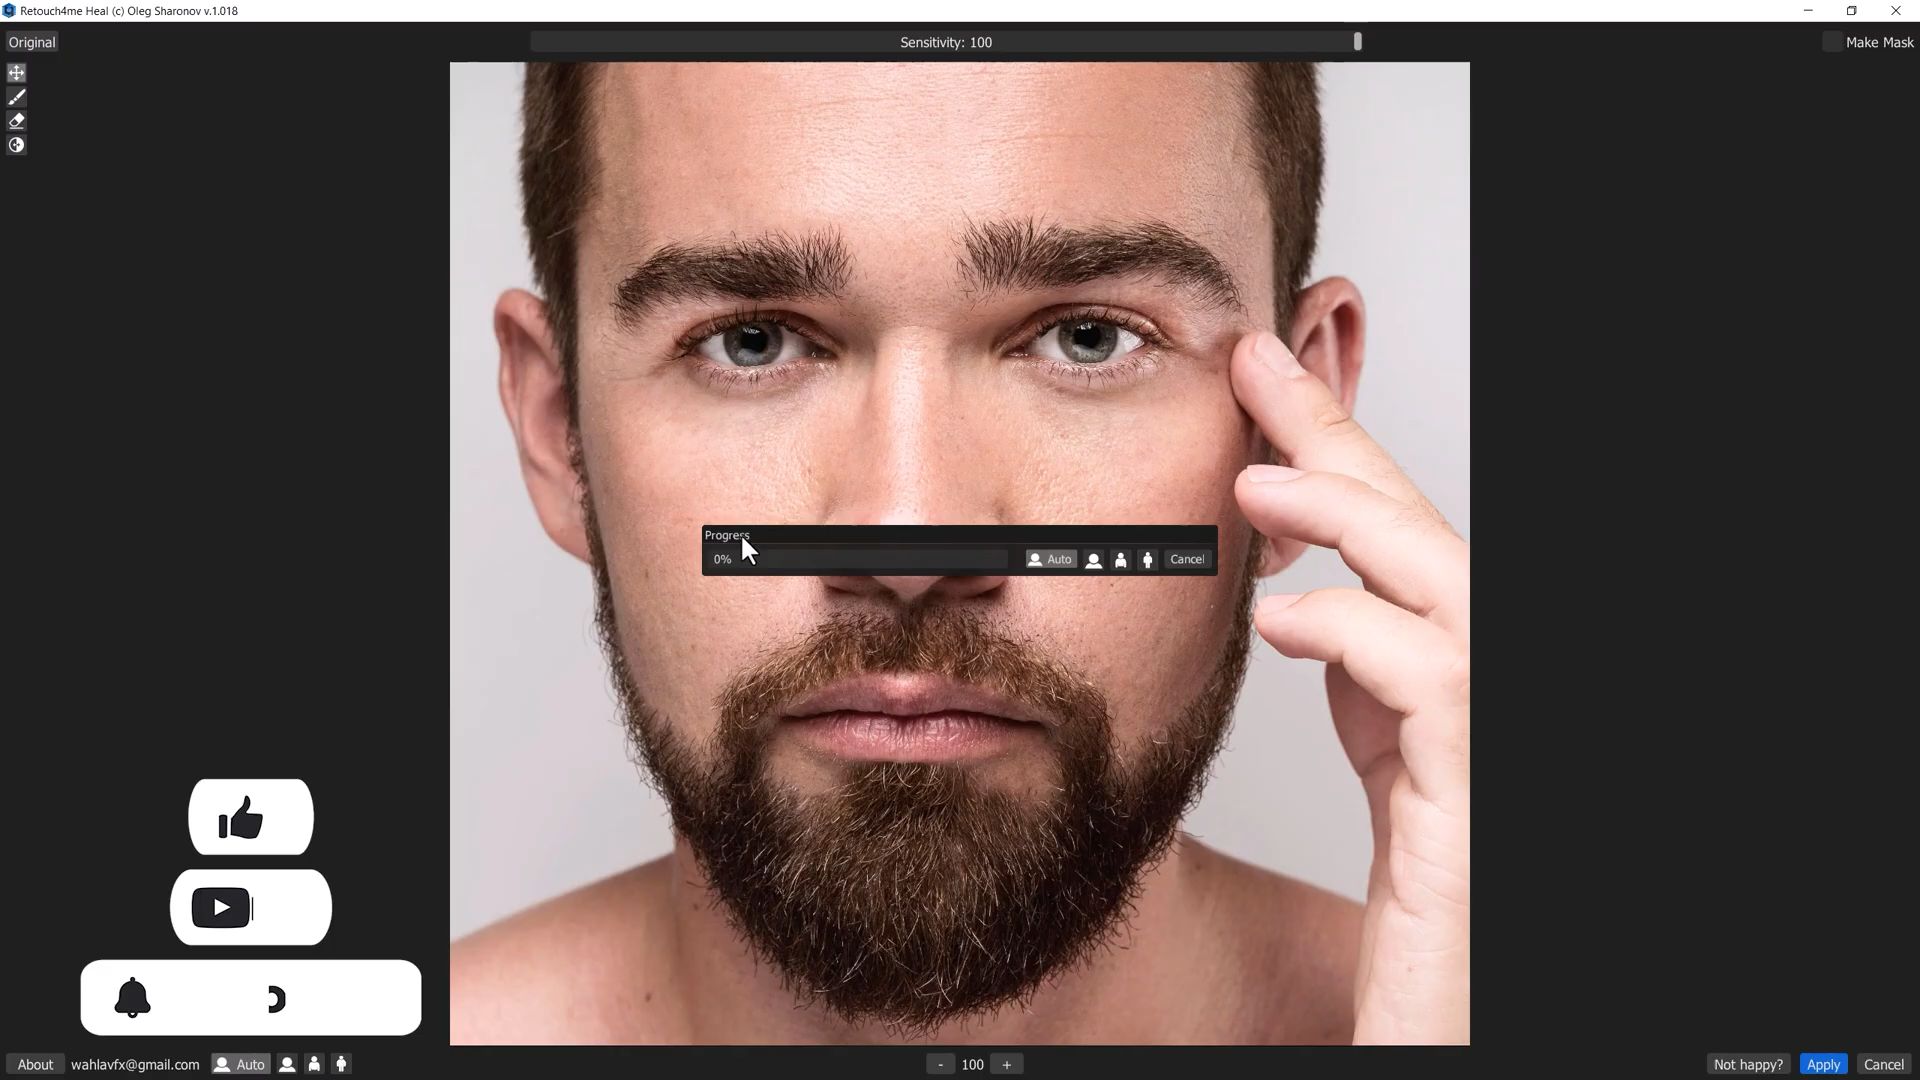 Retouch4me Heal (c) Oleg Sharonov v.1.018
Original
Sensitivity: 100
Make Mask
Progress
0%
Auto
Cancel
About
wahlavfx@gmail.com
Auto
- 100 +
Not happy?
Apply
Cancel